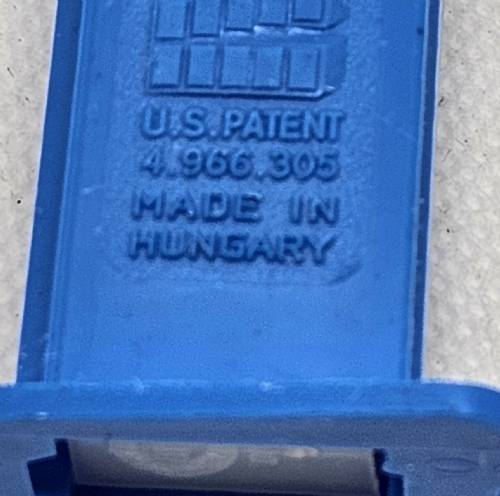 U.S.PATENT
4.966.305
MADE IN
HUNGARY